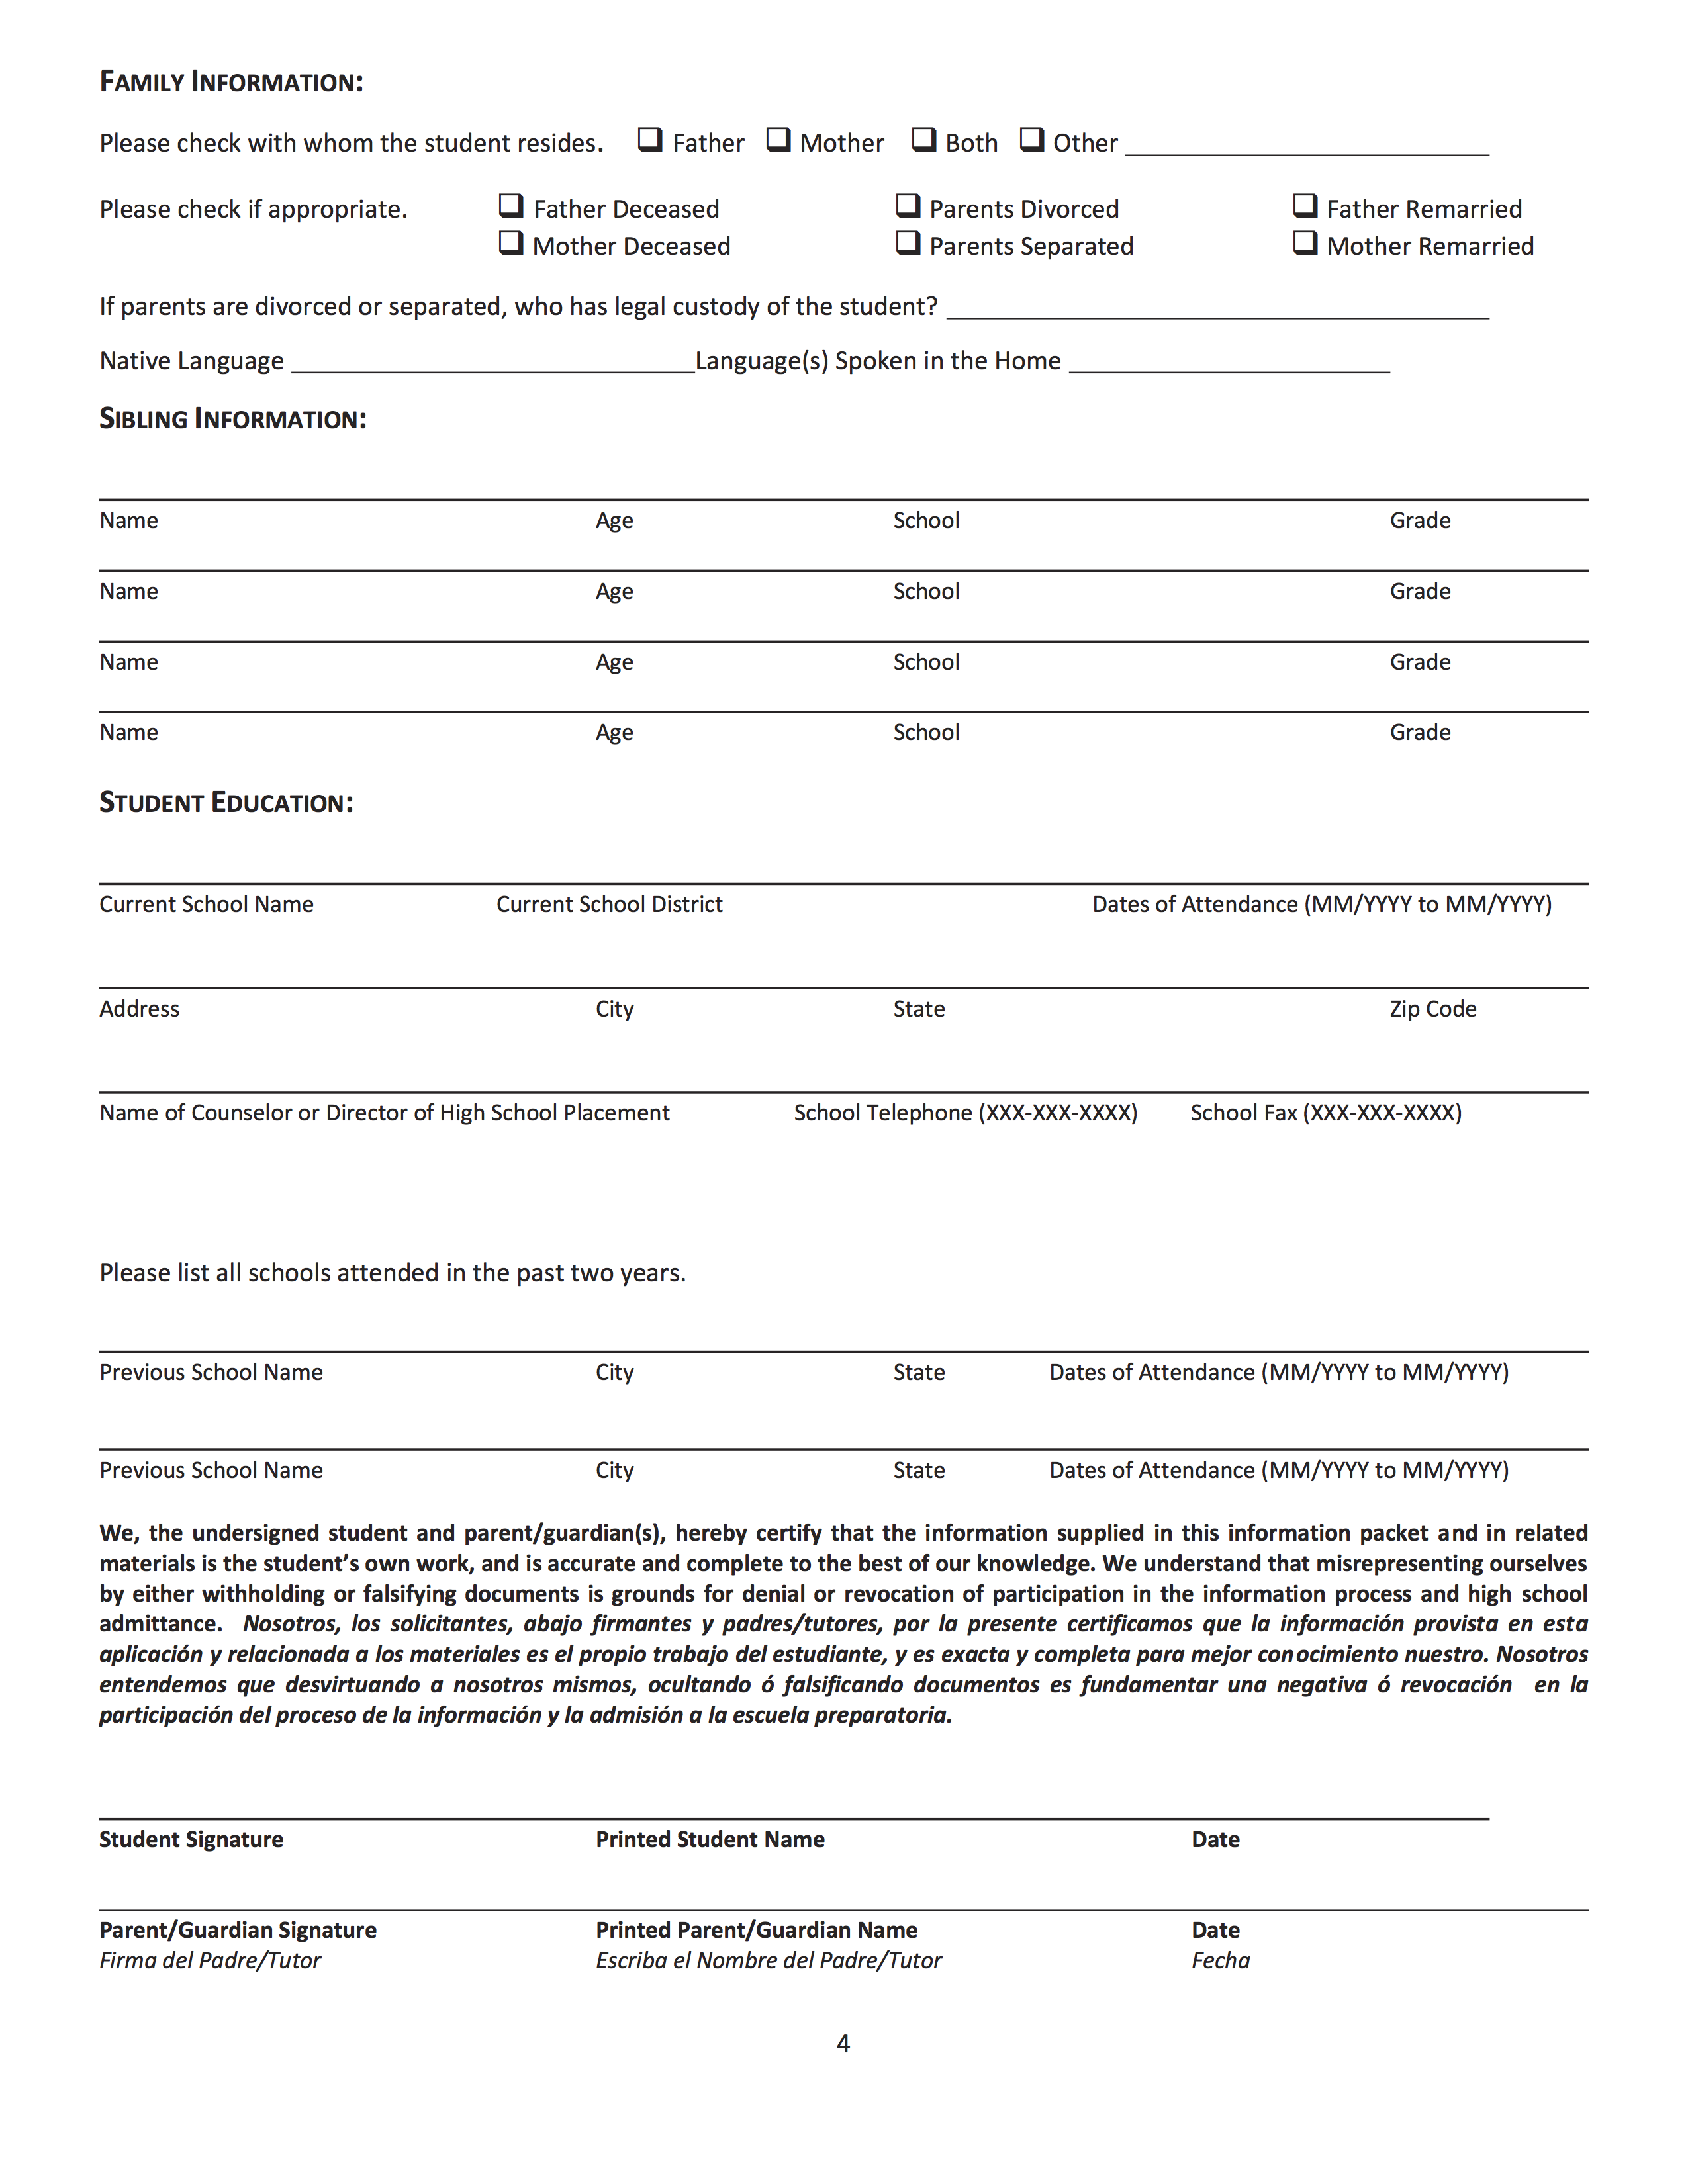 FAMILY INFORMATION:
Please check with whom the student resides. ❑ Father ❑ Mother ❑ Both ❑ Other ____________________________
Please check if appropriate. ❑ Father Deceased ❑ Parents Divorced ❑ Father Remarried
❑ Mother Deceased ❑ Parents Separated ❑ Mother Remarried
If parents are divorced or separated, who has legal custody of the student? __________________________________________
Native Language _______________________________Language(s) Spoken in the Home _________________________
SIBLING INFORMATION:
Name Age School Grade
Name Age School Grade
Name Age School Grade
Name Age School Grade
STUDENT EDUCATION:
Current School Name Current School District Dates of Attendance (MM/YYYY to MM/YYYY)
Address City State Zip Code
Name of Counselor or Director of High School Placement School Telephone (XXX-XXX-XXXX) School Fax (XXX-XXX-XXXX)
Please list all schools attended in the past two years.
Previous School Name City State Dates of Attendance (MM/YYYY to MM/YYYY)
Previous School Name City State Dates of Attendance (MM/YYYY to MM/YYYY)
We, the undersigned student and parent/guardian(s), hereby certify that the information supplied in this information packet and in related
materials is the student’s own work, and is accurate and complete to the best of our knowledge. We understand that misrepresenting ourselves
by either withholding or falsifying documents is grounds for denial or revocation of participation in the information process and high school
admittance. Nosotros, los solicitantes, abajo firmantes y padres/tutores, por la presente certificamos que la información provista en esta
aplicación y relacionada a los materiales es el propio trabajo del estudiante, y es exacta y completa para mejor conocimiento nuestro. Nosotros
entendemos que desvirtuando a nosotros mismos, ocultando ó falsificando documentos es fundamentar una negativa ó revocación en la
participación del proceso de la información y la admisión a la escuela preparatoria.
Student Signature Printed Student Name Date
Parent/Guardian Signature Printed Parent/Guardian Name Date
Firma del Padre/Tutor Escriba el Nombre del Padre/Tutor Fecha
4